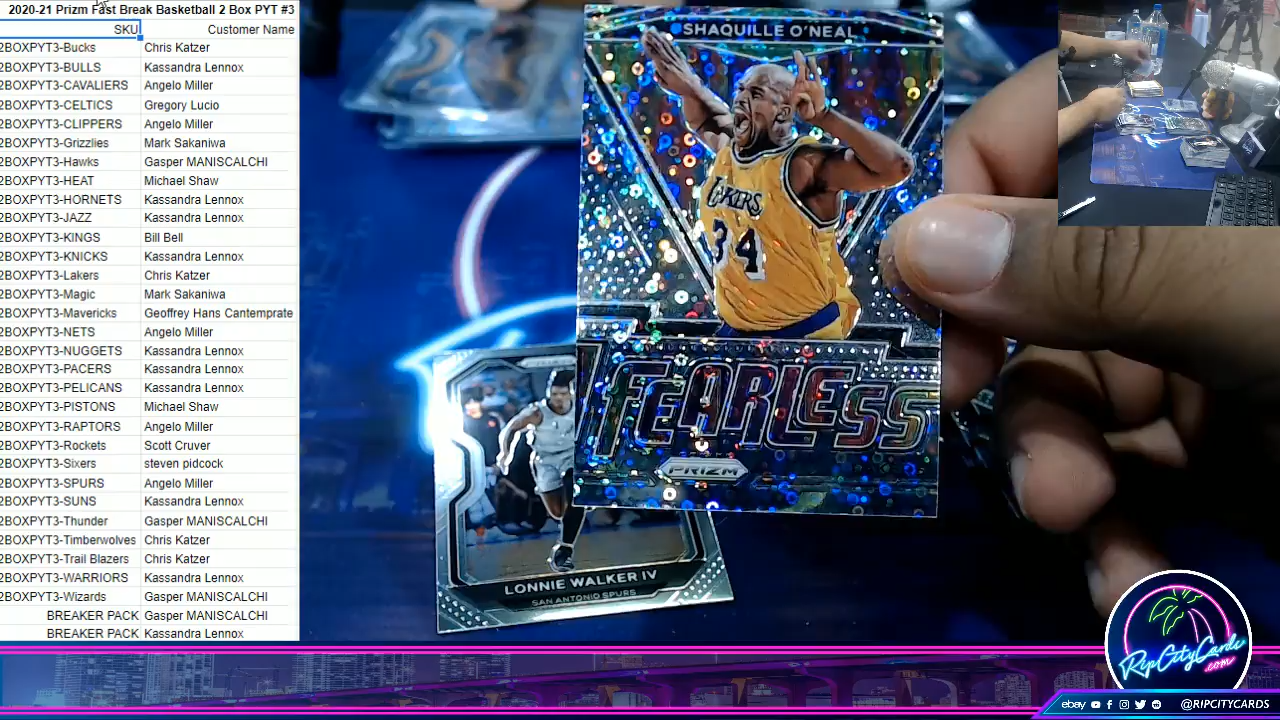 2020-21 Prizm Fast Break Basketball 2 Box PYT #3
SKU Customer Name
2BOXPYT3-Bucks Chris Katzer
2BOXPYT3-BULLS Kassandra Lennox
2BOXPYT3-CAVALIERS Angelo Miller
2BOXPYT3-CELTICS Gregory Lucio
2BOXPYT3-CLIPPERS Angelo Miller
2BOXPYT3-Grizzlies Mark Sakaniwa
2BOXPYT3-Hawks Gasper MANISCALCHI
2BOXPYT3-HEAT Michael Shaw
2BOXPYT3-HORNETS Kassandra Lennox
2BOXPYT3-JAZZ Kassandra Lennox
2BOXPYT3-KINGS Bill Bell
2BOXPYT3-KNICKS Kassandra Lennox
2BOXPYT3-Lakers Chris Katzer
2BOXPYT3-Magic Mark Sakaniwa
2BOXPYT3-Mavericks Geoffrey Hans Cantemprate
2BOXPYT3-NETS Angelo Miller
2BOXPYT3-NUGGETS Kassandra Lennox
2BOXPYT3-PACERS Kassandra Lennox
2BOXPYT3-PELICANS Kassandra Lennox
2BOXPYT3-PISTONS Michael Shaw
2BOXPYT3-RAPTORS Angelo Miller
2BOXPYT3-Rockets Scott Cruver
2BOXPYT3-Sixers steven pidcock
2BOXPYT3-SPURS Angelo Miller
2BOXPYT3-SUNS Kassandra Lennox
2BOXPYT3-Thunder Gasper MANISCALCHI
2BOXPYT3-Timberwolves Chris Katzer
2BOXPYT3-Trail Blazers Chris Katzer
2BOXPYT3-WARRIORS Kassandra Lennox
2BOXPYT3-Wizards Gasper MANISCALCHI
BREAKER PACK Gasper MANISCALCHI
BREAKER PACK Kassandra Lennox
SHAQUILLE O'NEAL
LAKERS
34
FEARLESS
PRIZM
LONNIE WALKER IV
SAN ANTONIO SPURS
RipCityCards
.com
ebay @RIPCITYCARDS